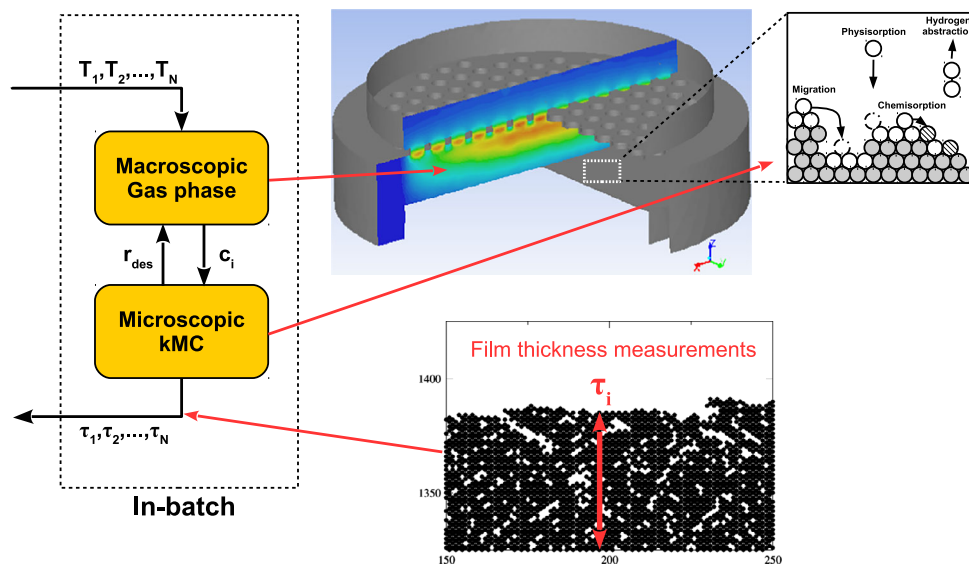 T1,T2,...,TN
Macroscopic
Gas phase
rdes
ci
Microscopic
kMC
τ1,τ2,...,τN
In-batch
Z
X
Y
Physisorption
Hydrogen
abstraction
Migration
Chemisorption
Film thickness measurements
τi
1400
1350
150
200
250